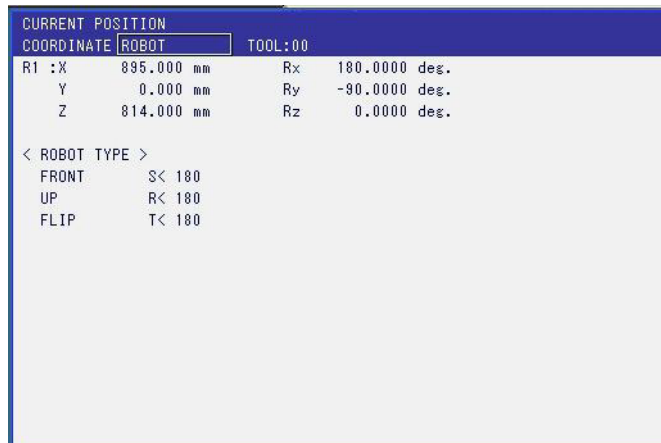 CURRENT POSITION
COORDINATE ROBOT TOOL:00
R1 :X 895.000 mm Rx 180.0000 deg.
Y 0.000 mm Ry -90.0000 deg.
Z 814.000 mm Rz 0.0000 deg.
< ROBOT TYPE >
FRONT S< 180
UP R< 180
FLIP T< 180